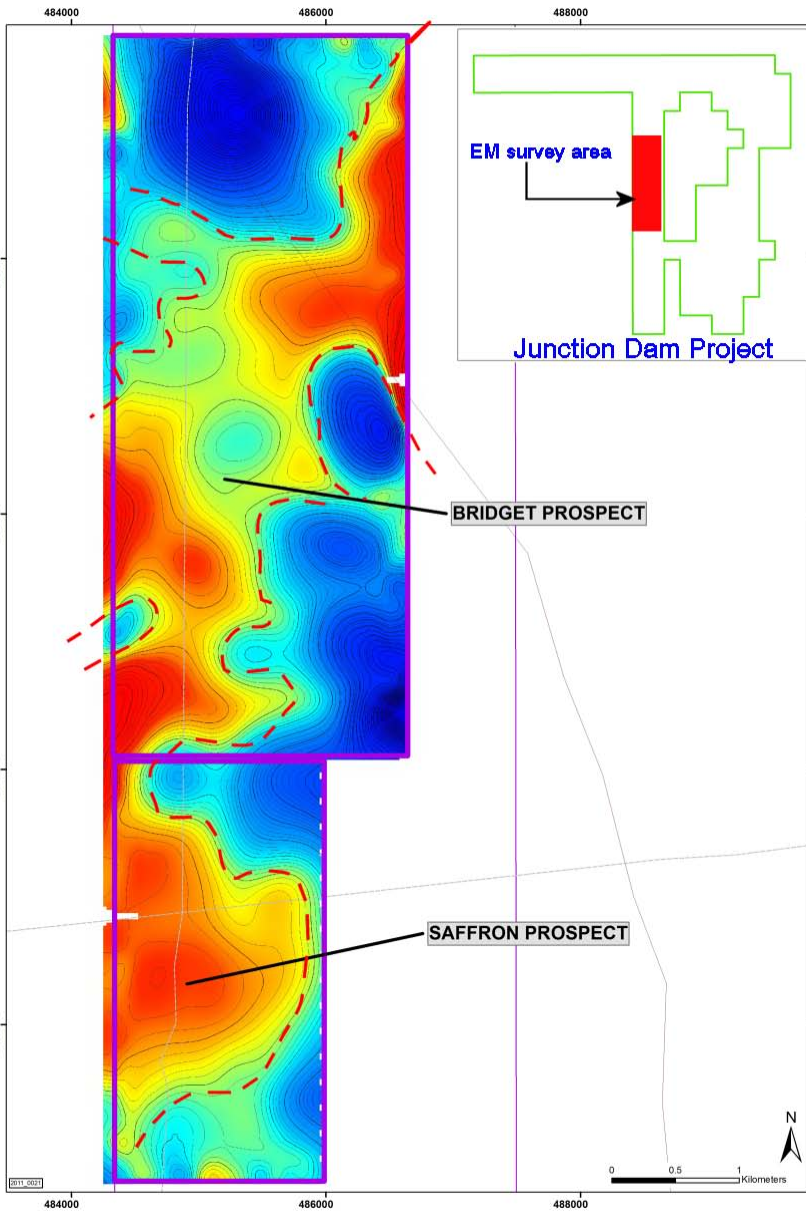 484000
486000
488000
EM survey area
Junction Dam Project
BRIDGET PROSPECT
SAFFRON PROSPECT
N
0 0.5 1
Kilometers
2011_0021
484000
486000
488000